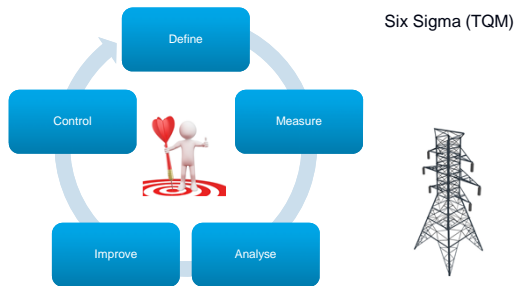 Six Sigma (TQM)
Define
Measure
Analyse
Improve
Control